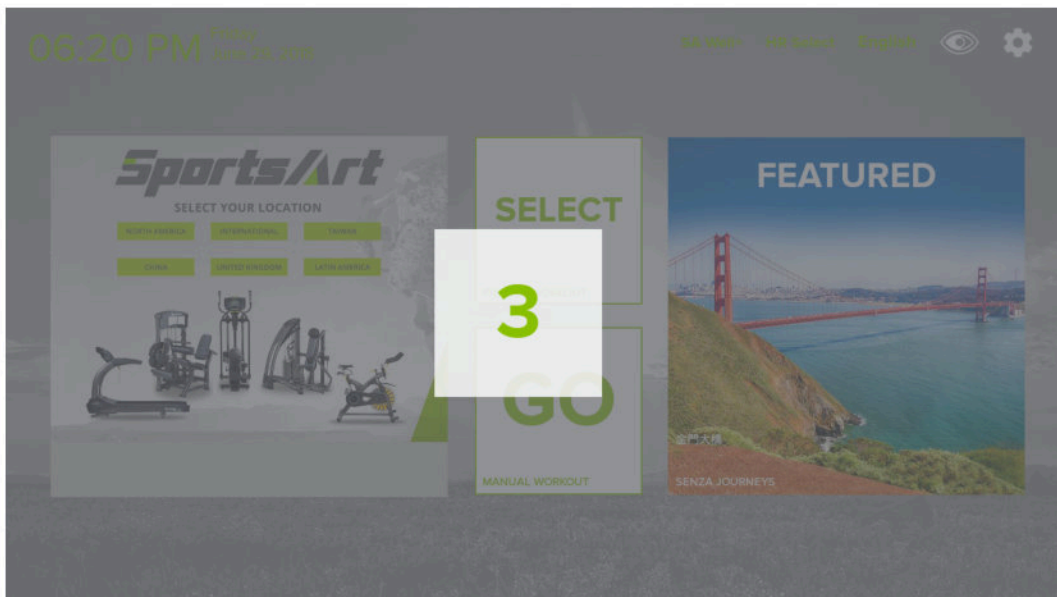 06:20 PM
Friday
English
SportsArt
SELECT YOUR LOCATION
NORTH AMERICA
INTERNATIONAL
TAIWAN
CHINA
UNITED KINGDOM
LATIN AMERICA
SELECT
3
GO
MANUAL WORKOUT
FEATURED
金門大橋
SENZA JOURNEYS